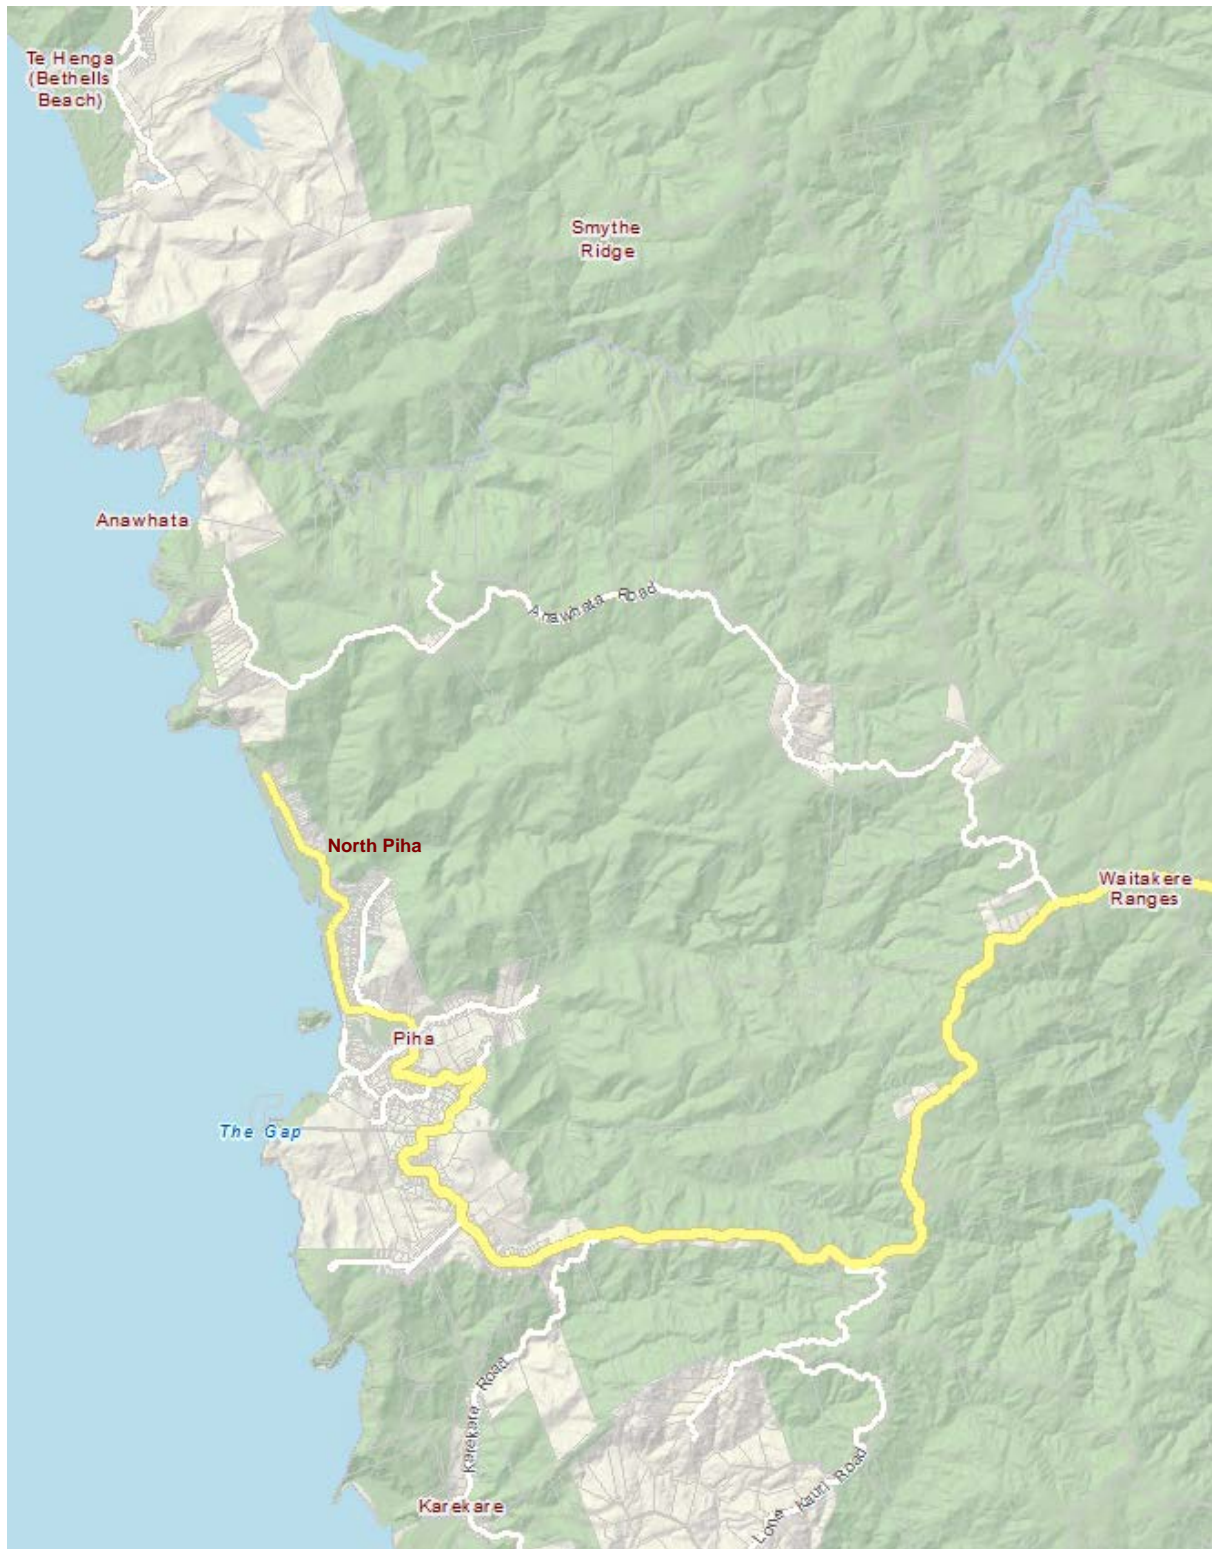 Te Henga
(Bethells
Beach)
Smythe
Ridge
Anawhata
Anawhata Road
North Piha
Waitakere
Ranges
Piha
The Gap
Karekara Road
Lone Kauri Road
Karekare